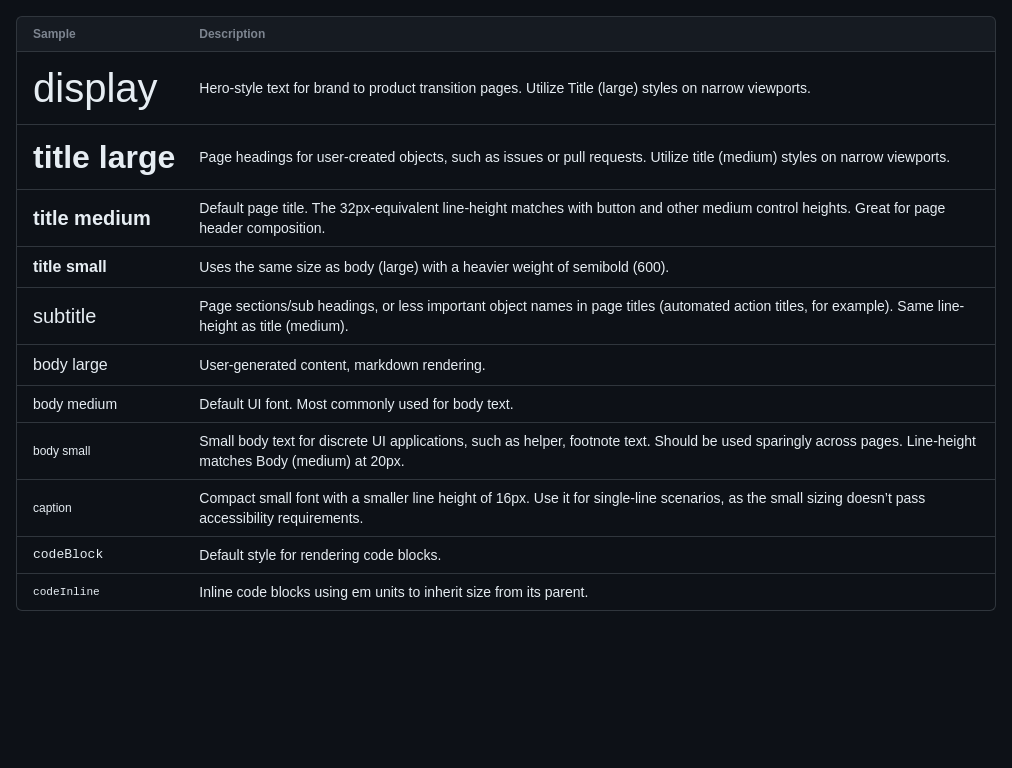 Sample Description
display Hero-style text for brand to product transition pages. Utilize Title (large) styles on narrow viewports.
title large Page headings for user-created objects, such as issues or pull requests. Utilize title (medium) styles on narrow viewports.
title medium Default page title. The 32px-equivalent line-height matches with button and other medium control heights. Great for page
header composition.
title small Uses the same size as body (large) with a heavier weight of semibold (600).
subtitle Page sections/sub headings, or less important object names in page titles (automated action titles, for example). Same line-
height as title (medium).
body large User-generated content, markdown rendering.
body medium Default UI font. Most commonly used for body text.
body small Small body text for discrete UI applications, such as helper, footnote text. Should be used sparingly across pages. Line-height
matches Body (medium) at 20px.
caption Compact small font with a smaller line height of 16px. Use it for single-line scenarios, as the small sizing doesn’t pass
accessibility requirements.
codeBlock Default style for rendering code blocks.
codeInline Inline code blocks using em units to inherit size from its parent.